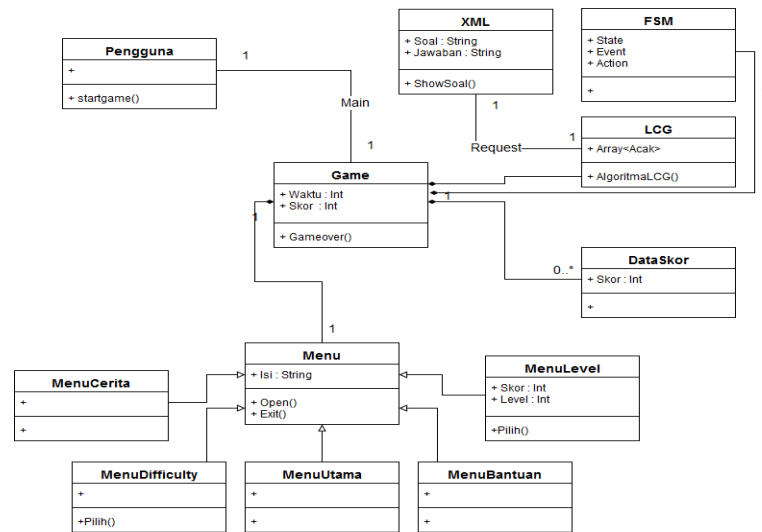 XML
+ Soal : String
+ Jawaban : String
+ ShowSoal()
FSM
+ State
+ Event
+ Action
+
Pengguna
+
+ startgame()
1
Main
1
1
Request
1
LCG
+ Array<Acak>
+ AlgoritmaLCG()
Game
+ Waktu : Int
+ Skor : Int
+ Gameover()
1
1
0..*
DataSkor
+ Skor : Int
+
1
Menu
+ Isi : String
+ Open()
+ Exit()
MenuCerita
+
+
MenuLevel
+ Skor : Int
+ Level : Int
+Pilih()
MenuDifficulty
+
+Pilih()
MenuUtama
+
+
MenuBantuan
+
+